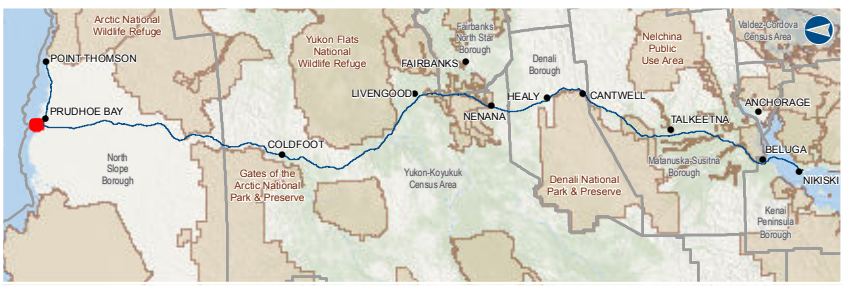 Arctic National
Wildlife Refuge
POINT THOMSON
PRUDHOE BAY
North
Slope
Borough
COLDFOOT
Gates of the
Arctic National
Park & Preserve
Yukon Flats
National
Wildlife Refuge
LIVENGOOD
FAIRBANKS
Fairbanks
North Star
Borough
NENANA
Yukon-Koyukuk
Census Area
Denali
Borough
HEALY
CANTWELL
Denali National
Park & Preserve
Nelchina
Public
Use Area
TALKEETNA
Matanuska-Susitna
Borough
Valdez-Cordova
Census Area
ANCHORAGE
BELUGA
NIKISKI
Kenai
Peninsula
Borough